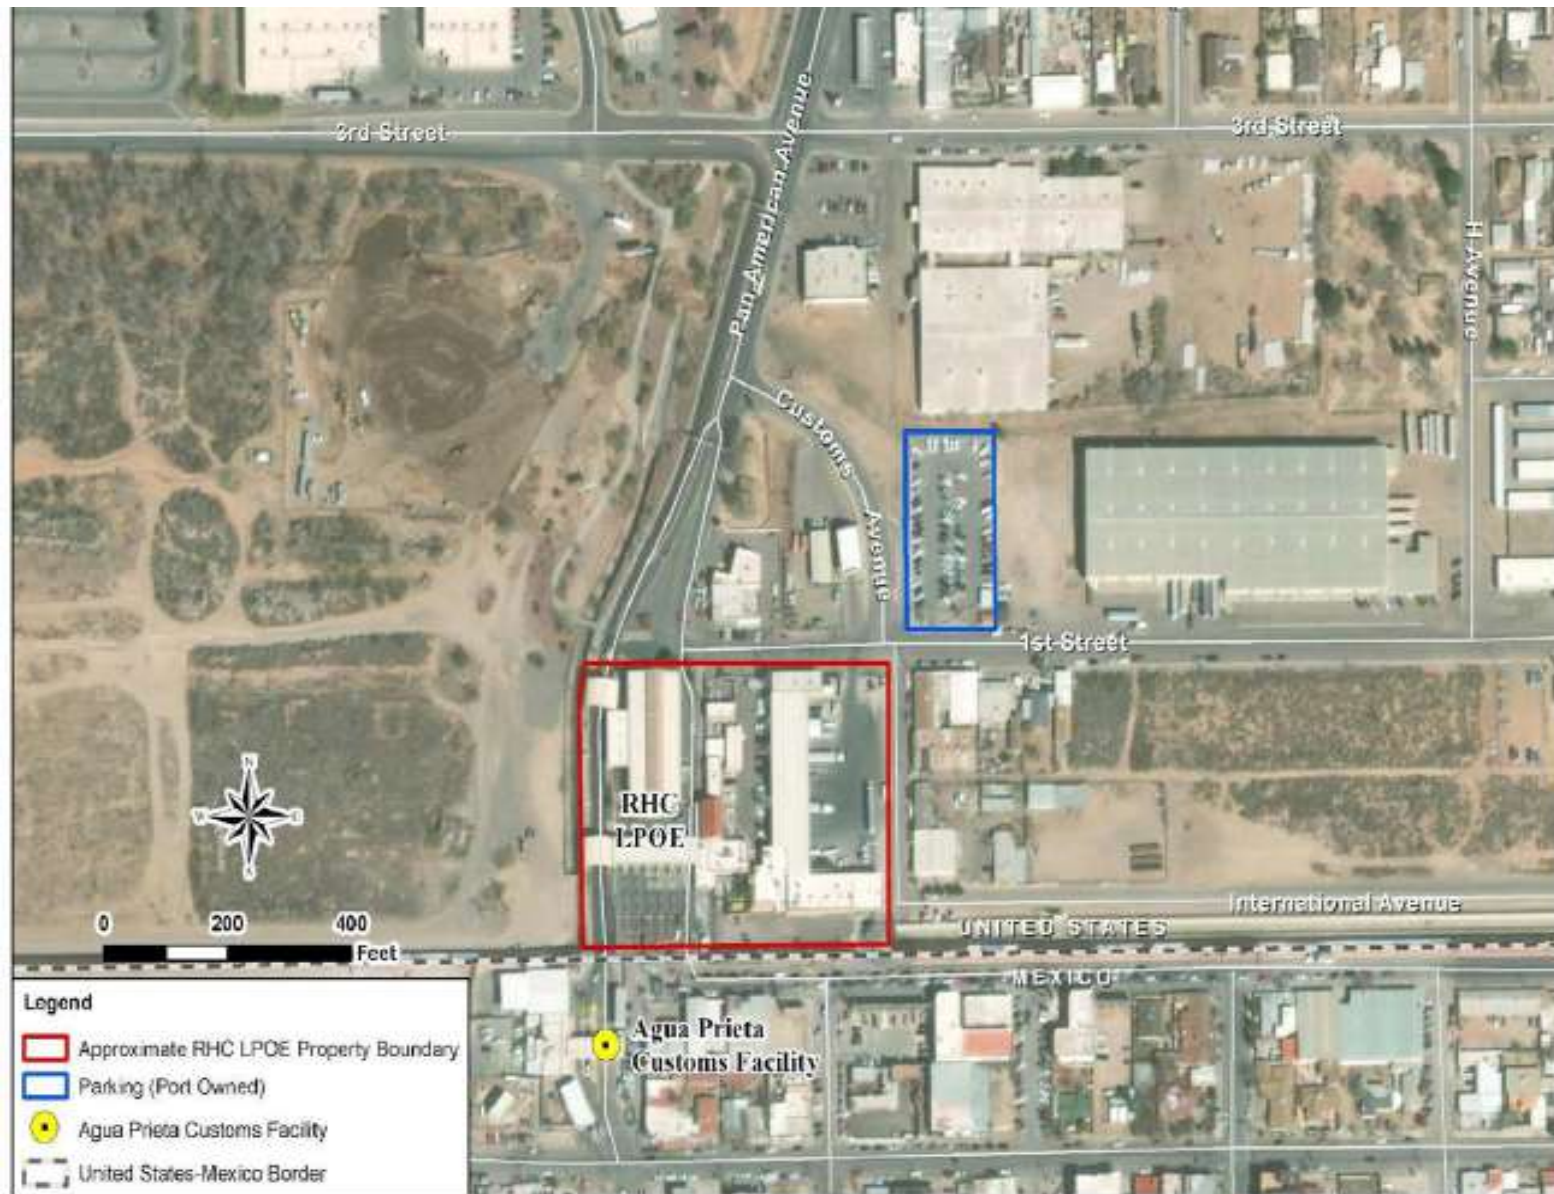 3rd Street
3rd Street
Pan American Avenue
H Avenue
Customs Avenue
1st Street
N
W
E
RHC
LPOE
International Avenue
0 200 400
Feet
UNITED STATES
MEXICO
Agua Prieta
Customs Facility
Legend
Approximate RHC LPOE Property Boundary
Parking (Port Owned)
Agua Prieta Customs Facility
United States-Mexico Border